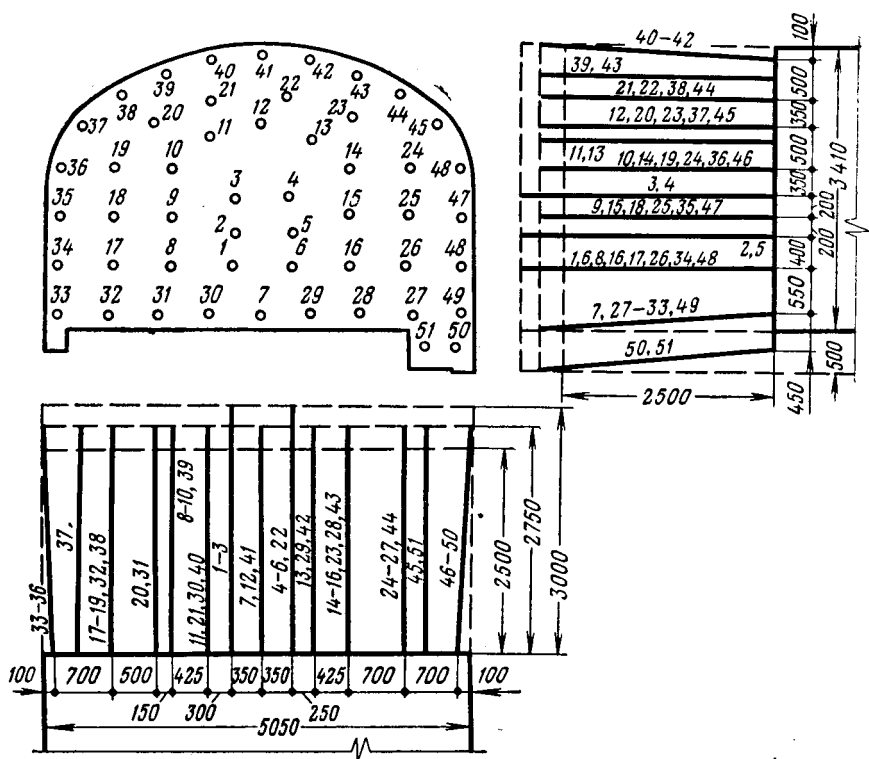 40 41 42
39 21 22 43
38 20 12 23 44
37 11 13 45
36 19 10 14 24 48
35 18 9 3 4 15 25 47
34 17 8 2 1 5 6 16 26 48
33 32 31 30 7 29 28 27 49
51 50
40-42
39, 43
21, 22, 38, 44
12, 20, 23, 37, 45
11, 13
10, 14, 19, 24, 36, 46
3, 4
9, 15, 18, 25, 35, 47
2, 5
1, 6, 8, 16, 17, 26, 34, 48
7, 27-33, 49
50, 51
100
500
350
500
350
200
200
400
550
450
3410
500
2500
33-36
37
17-19, 32, 38
20, 31
8-10, 39
11, 21, 30, 40
1-3
7, 12, 41
4-6, 22
13, 29, 42
14-16, 23, 28, 43
24-27, 44
45, 51
46-50
2500
2750
3000
100 700 500 425 350 350 425 700 700 100
150 300 250
5050